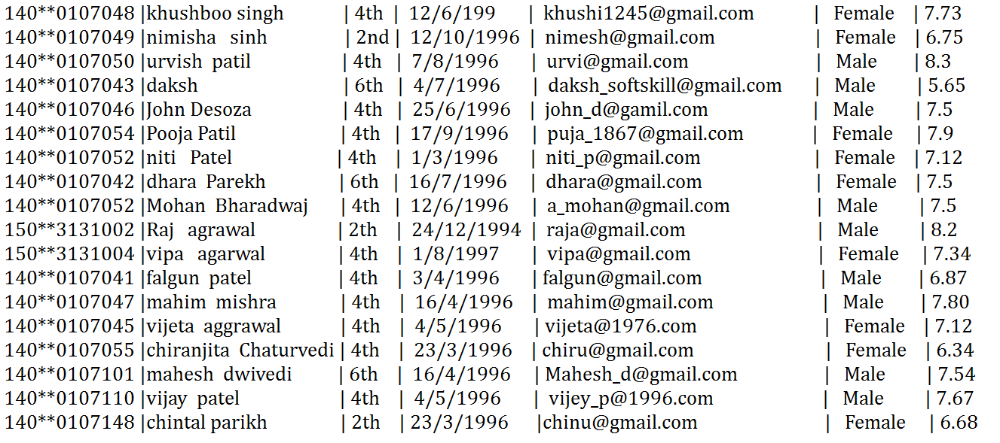 140**0107048 |khushboo singh | 4th | 12/6/199 | khushi1245@gmail.com | Female | 7.73
140**0107049 |nimisha sinh | 2nd | 12/10/1996 | nimesh@gmail.com | Female | 6.75
140**0107050 |urvish patil | 4th | 7/8/1996 | urvi@gmail.com | Male | 8.3
140**0107043 |daksh | 6th | 4/7/1996 | daksh_softskill@gmail.com | Male | 5.65
140**0107046 |John Desoza | 4th | 25/6/1996 | john_d@gamil.com | Male | 7.5
140**0107054 |Pooja Patil | 4th | 17/9/1996 | puja_1867@gmail.com | Female | 7.9
140**0107052 |niti Patel | 4th | 1/3/1996 | niti_p@gmail.com | Female | 7.12
140**0107042 |dhara Parekh | 6th | 16/7/1996 | dhara@gmail.com | Female | 7.5
140**0107052 |Mohan Bharadwaj | 4th | 12/6/1996 | a_mohan@gmail.com | Male | 7.5
150**3131002 |Raj agrawal | 2th | 24/12/1994 | raja@gmail.com | Male | 8.2
150**3131004 |vipa agarwal | 4th | 1/8/1997 | vipa@gmail.com | Female | 7.34
140**0107041 |falgun patel | 4th | 3/4/1996 | falgun@gmail.com | Male | 6.87
140**0107047 |mahim mishra | 4th | 16/4/1996 | mahim@gmail.com | Male | 7.80
140**0107045 |vijeta aggrawal | 4th | 4/5/1996 | vijeta@1976.com | Female | 7.12
140**0107055 |chiranjita Chaturvedi | 4th | 23/3/1996 | chiru@gmail.com | Female | 6.34
140**0107101 |mahesh dwivedi | 6th | 16/4/1996 | Mahesh_d@gmail.com | Male | 7.54
140**0107110 |vijay patel | 4th | 4/5/1996 | vijey_p@1996.com | Male | 7.67
140**0107148 |chintal parikh | 2th | 23/3/1996 |chinu@gmail.com | Female | 6.68